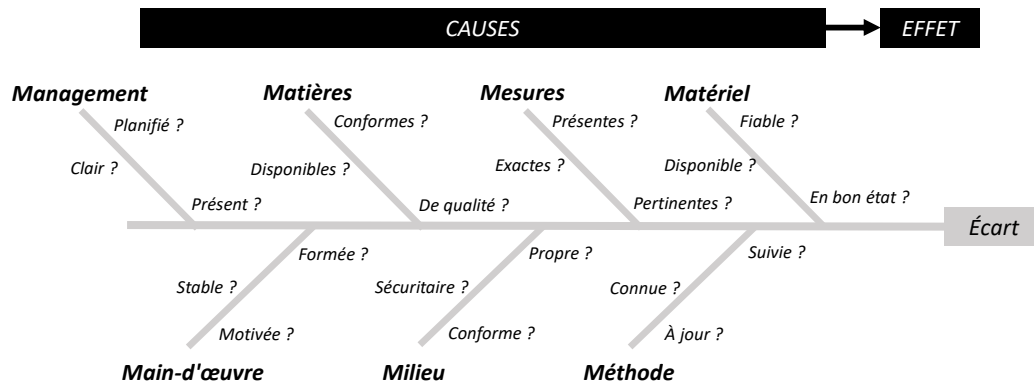 CAUSES
EFFET
Management
Matières
Mesures
Matériel
Planifié ?
Conformes ?
Présentes ?
Fiable ?
Clair ?
Disponibles ?
Exactes ?
Disponible ?
Présent ?
De qualité ?
Pertinentes ?
En bon état ?
Écart
Formée ?
Propre ?
Suivie ?
Stable ?
Sécuritaire ?
Connue ?
Motivée ?
Conforme ?
À jour ?
Main-d'œuvre
Milieu
Méthode